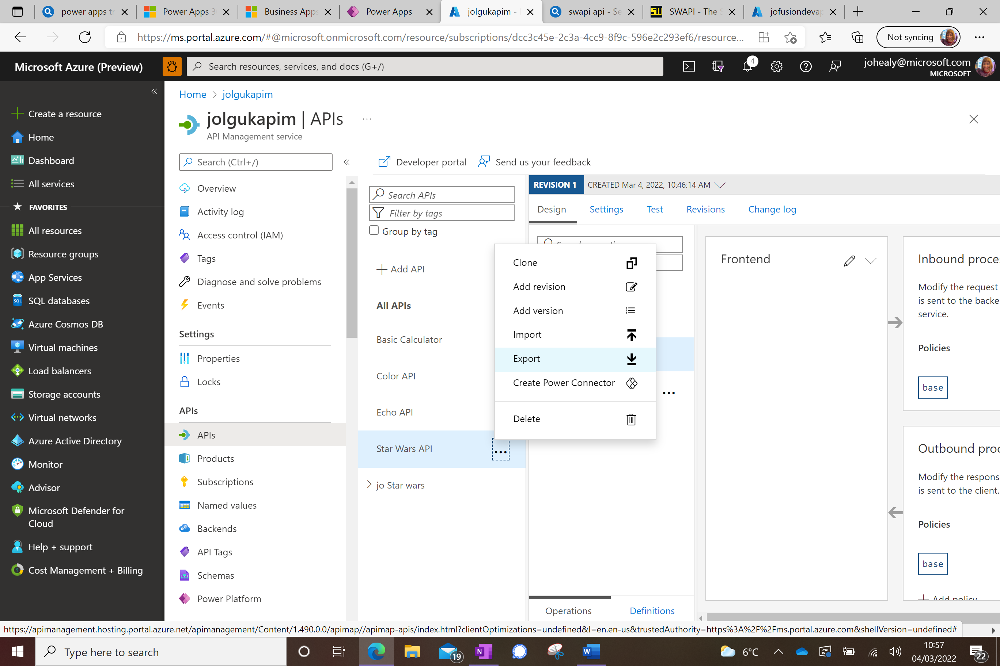 power apps tr
Power Apps 3
Business Apps
Power Apps
jolgukapim -
swapi api - Se
SWAPI - The S
jofusiondevap
https://ms.portal.azure.com/#@microsoft.onmicrosoft.com/resource/subscriptions/dcc3c45e-2c3a-4cc9-8f9c-596e2c293ef6/resource...
Not syncing
Microsoft Azure (Preview)
Search resources, services, and docs (G+/)
4
johealy@microsoft.com
MICROSOFT
Create a resource
Home
Dashboard
All services
FAVORITES
All resources
Resource groups
App Services
SQL databases
Azure Cosmos DB
Virtual machines
Load balancers
Storage accounts
Virtual networks
Azure Active Directory
Monitor
Advisor
Microsoft Defender for
Cloud
Help + support
Cost Management + Billing
Home > jolgukapim
jolgukapim | APIs ...
API Management service
Search (Ctrl+/)
Overview
Activity log
Access control (IAM)
Tags
Diagnose and solve problems
Events
Settings
Properties
Locks
APIs
APIs
Products
Subscriptions
Named values
Backends
API Tags
Schemas
Power Platform
Developer portal
Send us your feedback
Search APIs
Filter by tags
Group by tag
Add API
All APIs
Basic Calculator
Color API
Echo API
Star Wars API
jo Star wars
REVISION 1
CREATED Mar 4, 2022, 10:46:14 AM
Design
Settings
Test
Revisions
Change log
Clone
Add revision
Add version
Import
Export
Create Power Connector
Delete
Operations
Definitions
Frontend
Inbound proce
Modify the request
is sent to the backe
service.
Policies
base
Outbound proc
Modify the respons
is sent to the client.
Policies
base
Add policy
https://apimanagement.hosting.portal.azure.net/apimanagement/Content/1.490.0.0/apimap//apimap-apis/index.html?clientOptimizations=undefined&l=en.en-us&trustedAuthority=https%3A%2F%2Fms.portal.azure.com&shellVersion=undefined#
Type here to search
19
6°C
10:57
04/03/2022
22